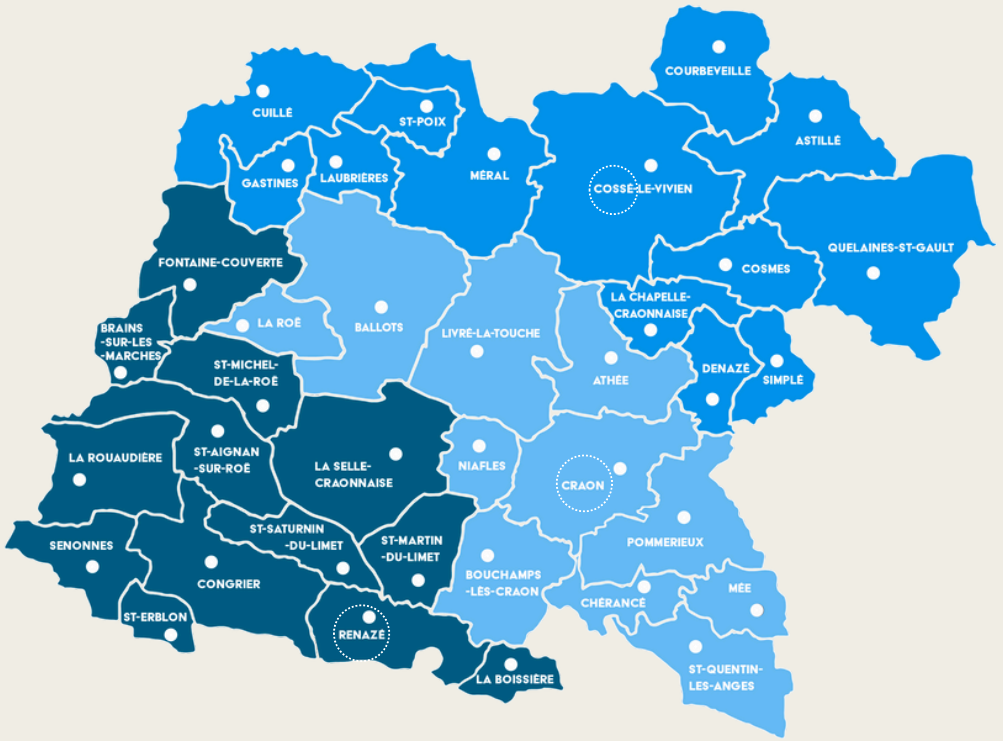 COURBEVEILLE
CUILLÉ
ST-POIX
ASTILLÉ
GASTINES
LAUBRIÈRES
MÉRAL
COSSÉ-LE-VIVIEN
QUELAINES-ST-GAULT
FONTAINE-COUVERTE
COSMES
LA CHAPELLE-
CRAONNAISE
LA ROË
BALLOTS
LIVRÉ-LA-TOUCHE
BRAINS
-SUR-LES
-MARCHES
ST-MICHEL-
DE-LA-ROË
ATHÉE
DENAZÉ
SIMPLÉ
LA ROUAUDIÈRE
ST-AIGNAN
-SUR-ROË
LA SELLE-
CRAONNAISE
NIAFLES
CRAON
SENONNES
ST-SATURNIN
-DU-LIMET
ST-MARTIN
-DU-LIMET
POMMERIEUX
CONGRIER
BOUCHAMPS
-LÈS-CRAON
CHÉRANCÉ
MÉE
ST-ERBLON
RENAZÉ
LA BOISSIÈRE
ST-QUENTIN-
LES-ANGES